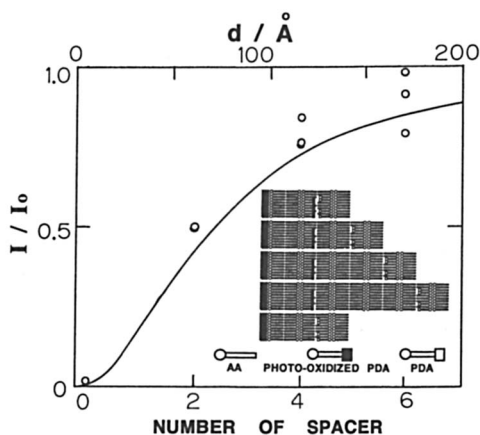 d / Å
0 100 200
1.0
0.5
0
I / Io
AA PHOTO-OXIDIZED PDA PDA
0 2 4 6
NUMBER OF SPACER